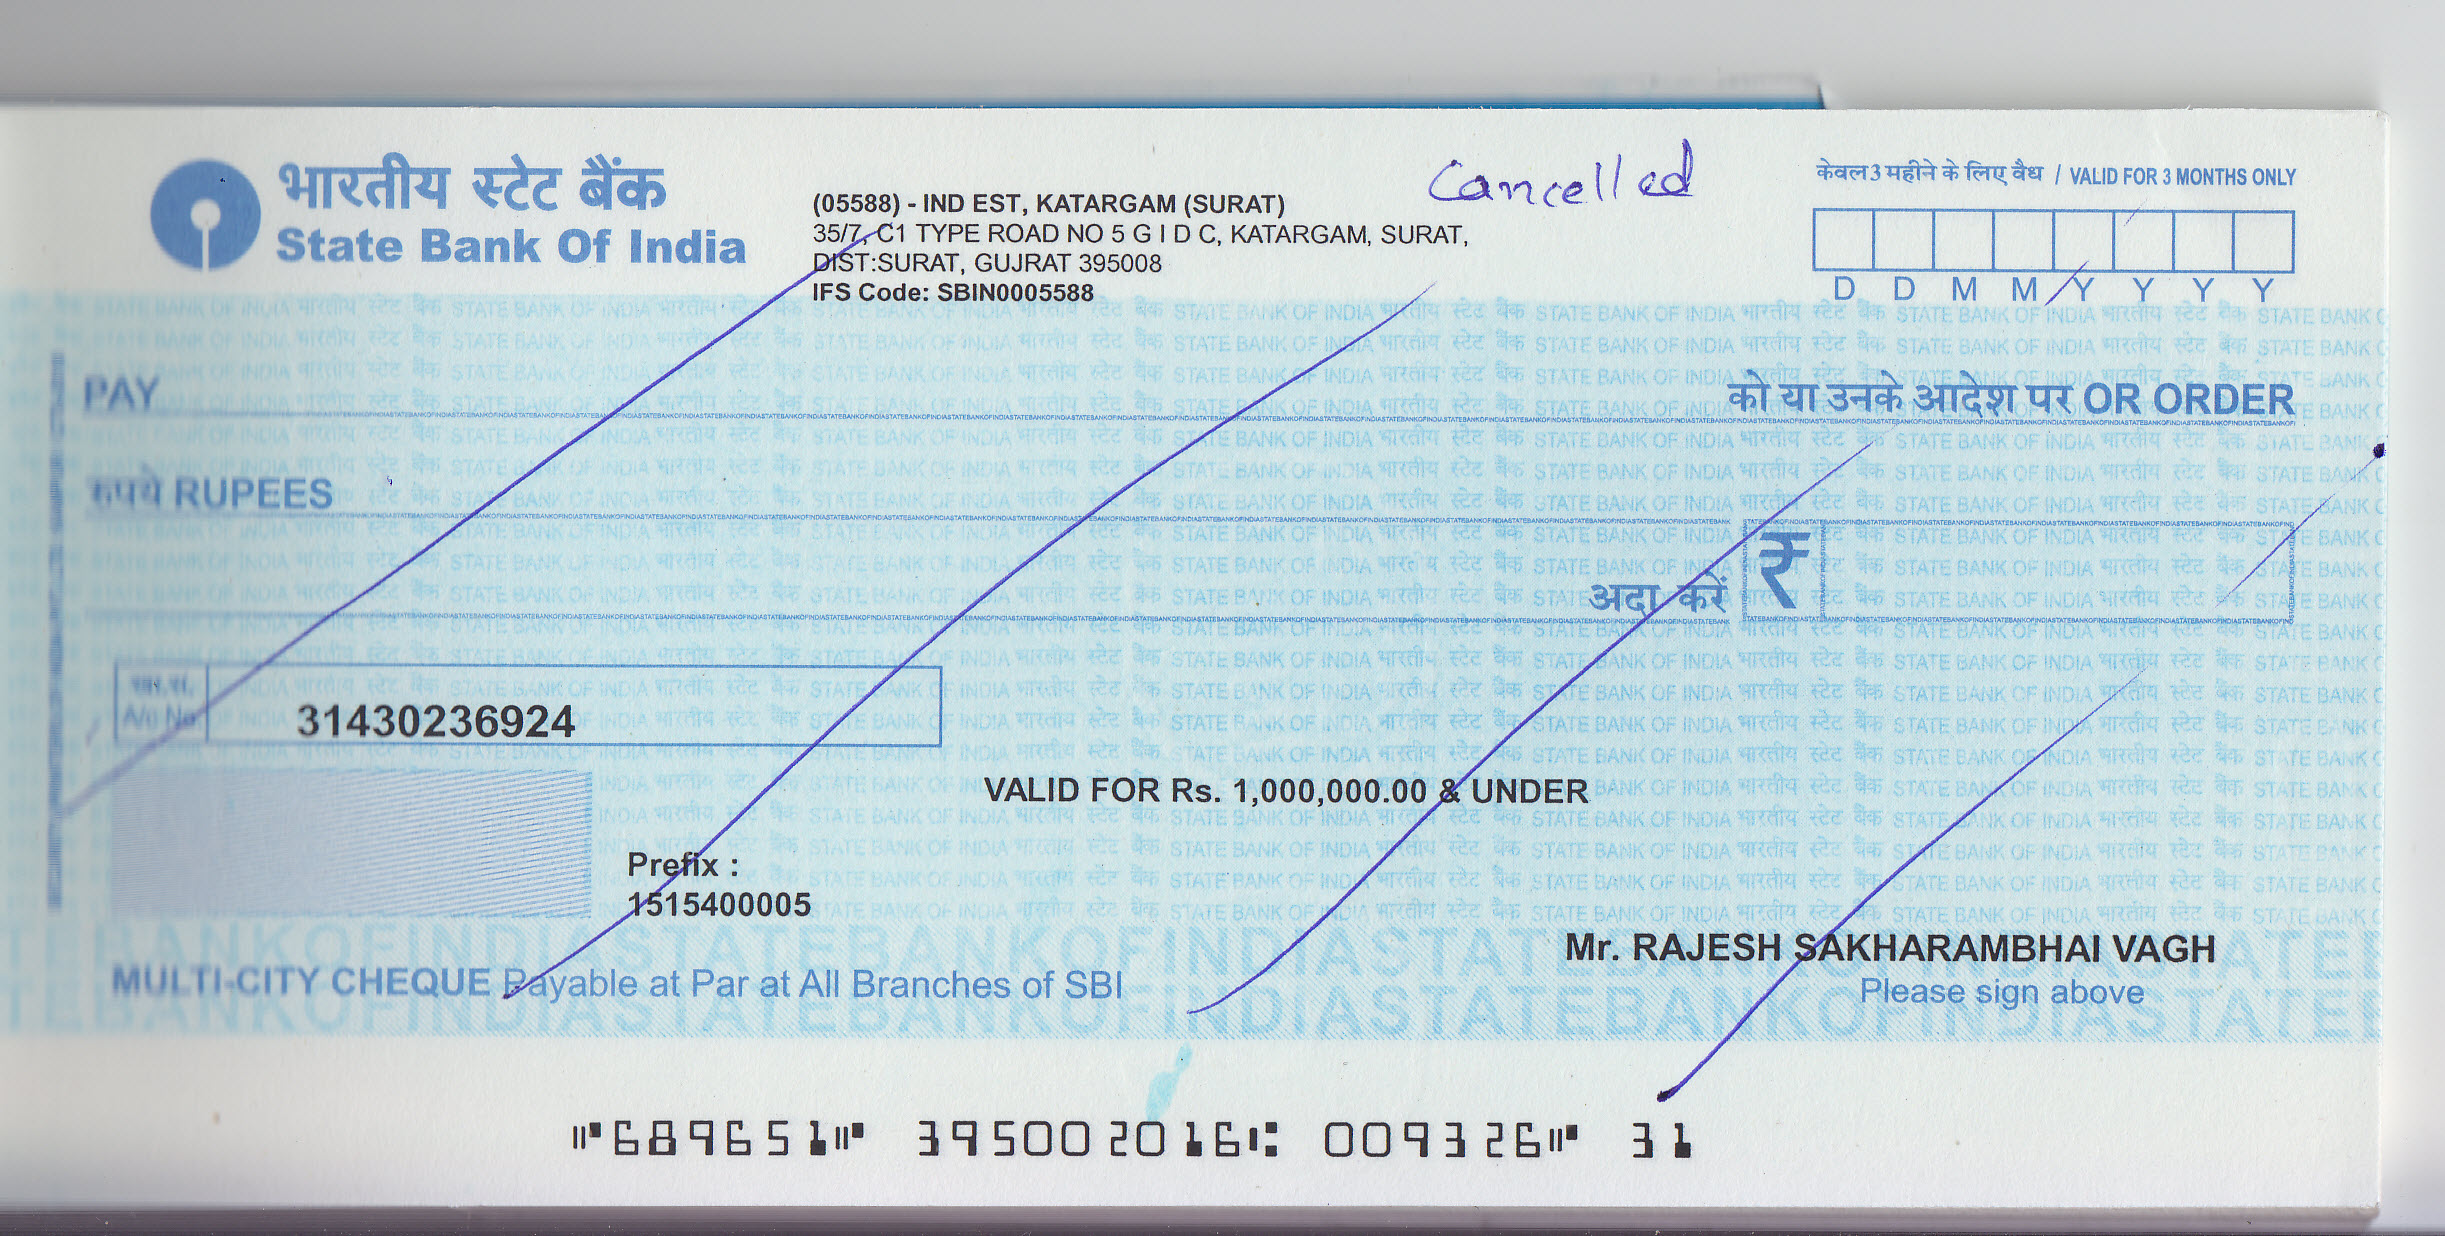 भारतीय स्टेट बैंक
State Bank Of India
(05588) - IND EST, KATARGAM (SURAT)
35/7, C1 TYPE ROAD NO 5 G I D C, KATARGAM, SURAT,
DIST:SURAT, GUJRAT 395008
IFS Code: SBIN0005588
Cancelled
केवल 3 महीने के लिए वैध / VALID FOR 3 MONTHS ONLY
D D M M Y Y Y Y
PAY
को या उनके आदेश पर OR ORDER
रुपये RUPEES
अदा करें ₹
A/c No.
31430236924
VALID FOR Rs. 1,000,000.00 & UNDER
Prefix :
1515400005
Mr. RAJESH SAKHARAMBHAI VAGH
Please sign above
MULTI-CITY CHEQUE Payable at Par at All Branches of SBI
⑈689651⑈ 395002016⑆ 009326⑈ 31